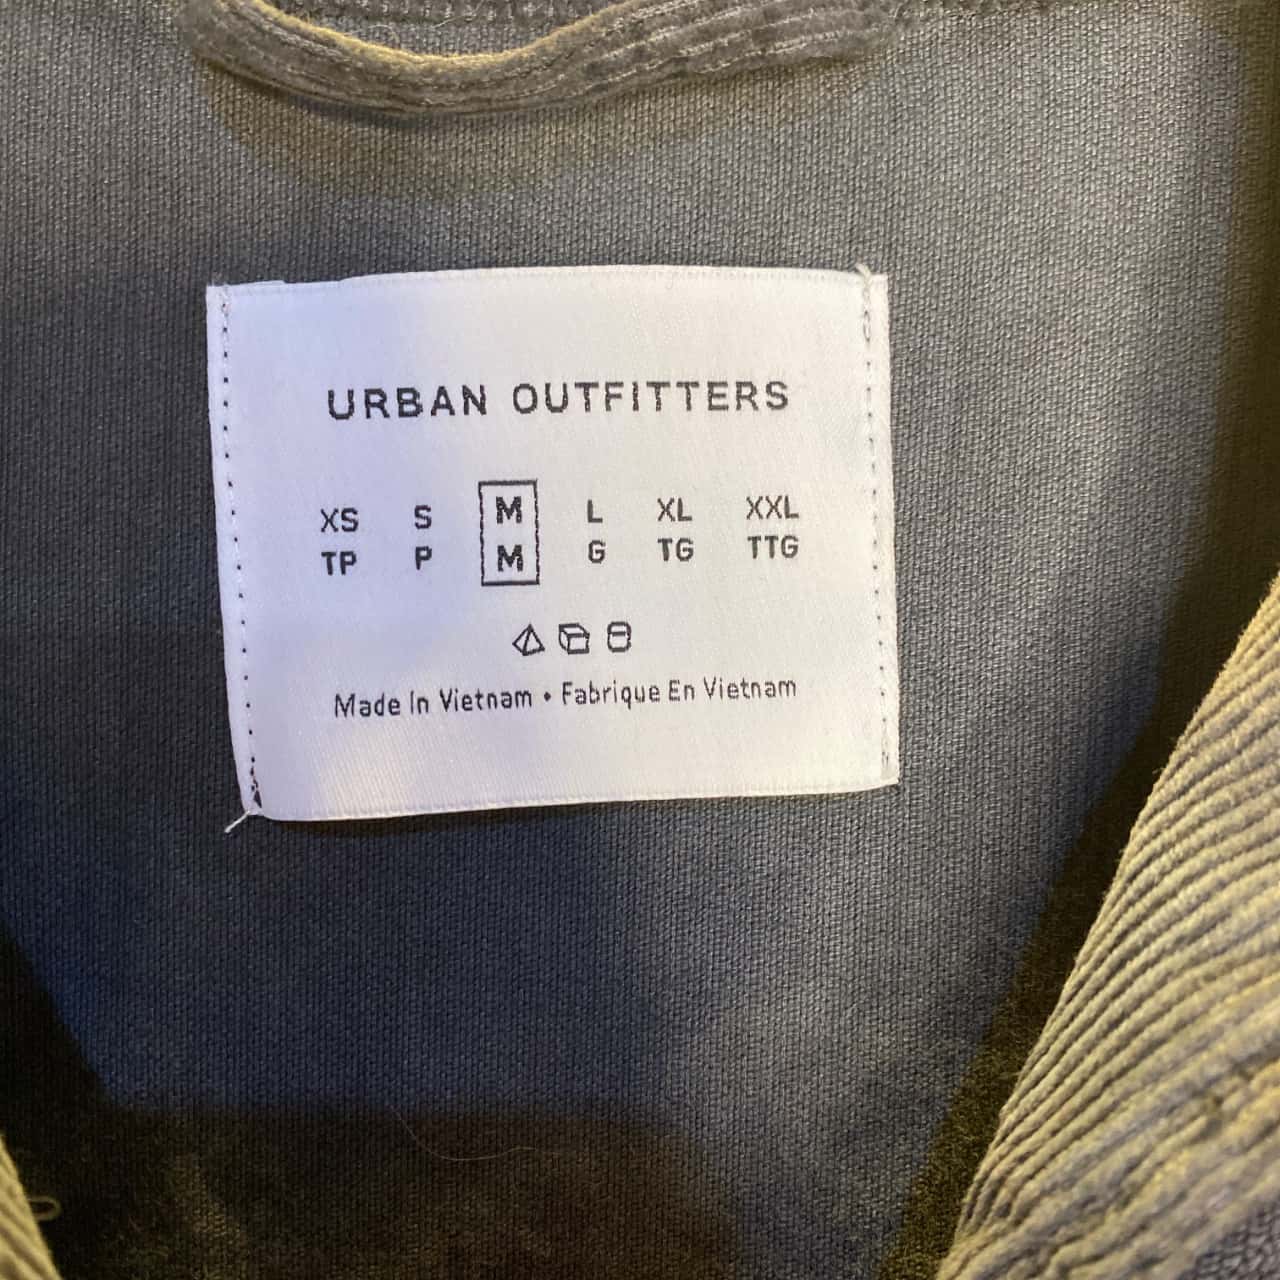 URBAN OUTFITTERS
XS S M L XL XXL
TP P M G TG TTG
Made In Vietnam • Fabrique En Vietnam